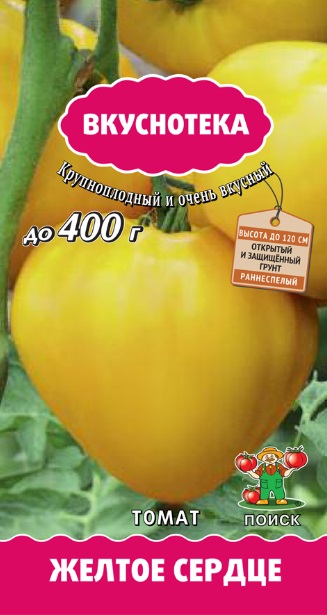 ВКУСНОТЕКА
Крупноплодный и очень вкусный
до 400 г
ВЫСОТА ДО 120 СМ
ОТКРЫТЫЙ
И ЗАЩИЩЁННЫЙ
ГРУНТ
РАННЕСПЕЛЫЙ
ТОМАТ
ПОИСК
ЖЕЛТОЕ СЕРДЦЕ